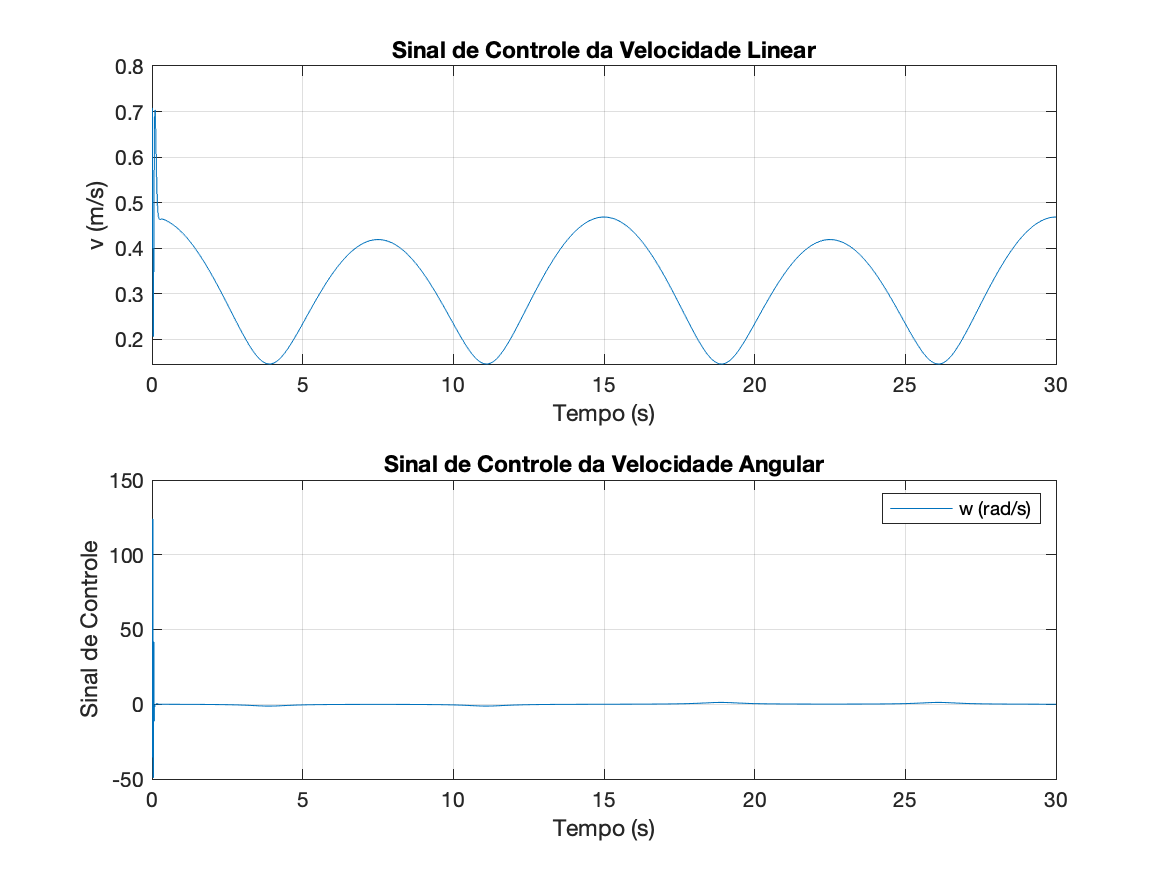 Sinal de Controle da Velocidade Linear
0.8
0.7
0.6
0.5
0.4
0.3
0.2
v (m/s)
0 5 10 15 20 25 30
Tempo (s)
Sinal de Controle da Velocidade Angular
150
100
50
0
-50
Sinal de Controle
w (rad/s)
0 5 10 15 20 25 30
Tempo (s)